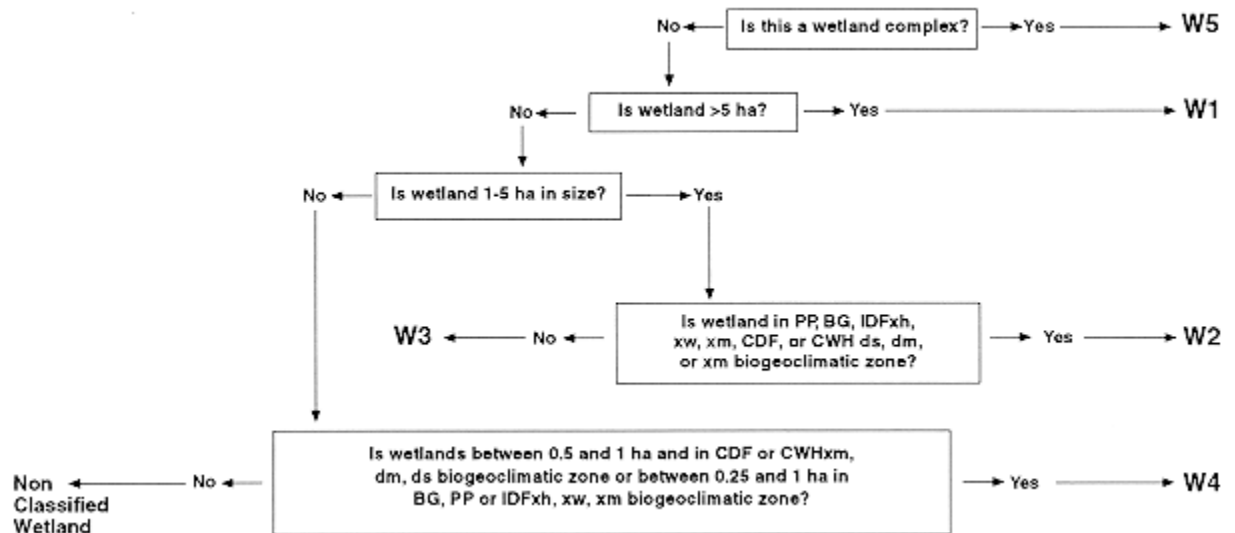 No
Is this a wetland complex?
Yes
W5
No
Is wetland >5 ha?
Yes
W1
No
Is wetland 1-5 ha in size?
Yes
W3
No
Is wetland in PP, BG, IDFxh,
xw, xm, CDF, or CWH ds, dm,
or xm biogeoclimatic zone?
Yes
W2
Non
Classified
Wetland
No
Is wetlands between 0.5 and 1 ha and in CDF or CWHxm,
dm, ds biogeoclimatic zone or between 0.25 and 1 ha in
BG, PP or IDFxh, xw, xm biogeoclimatic zone?
Yes
W4